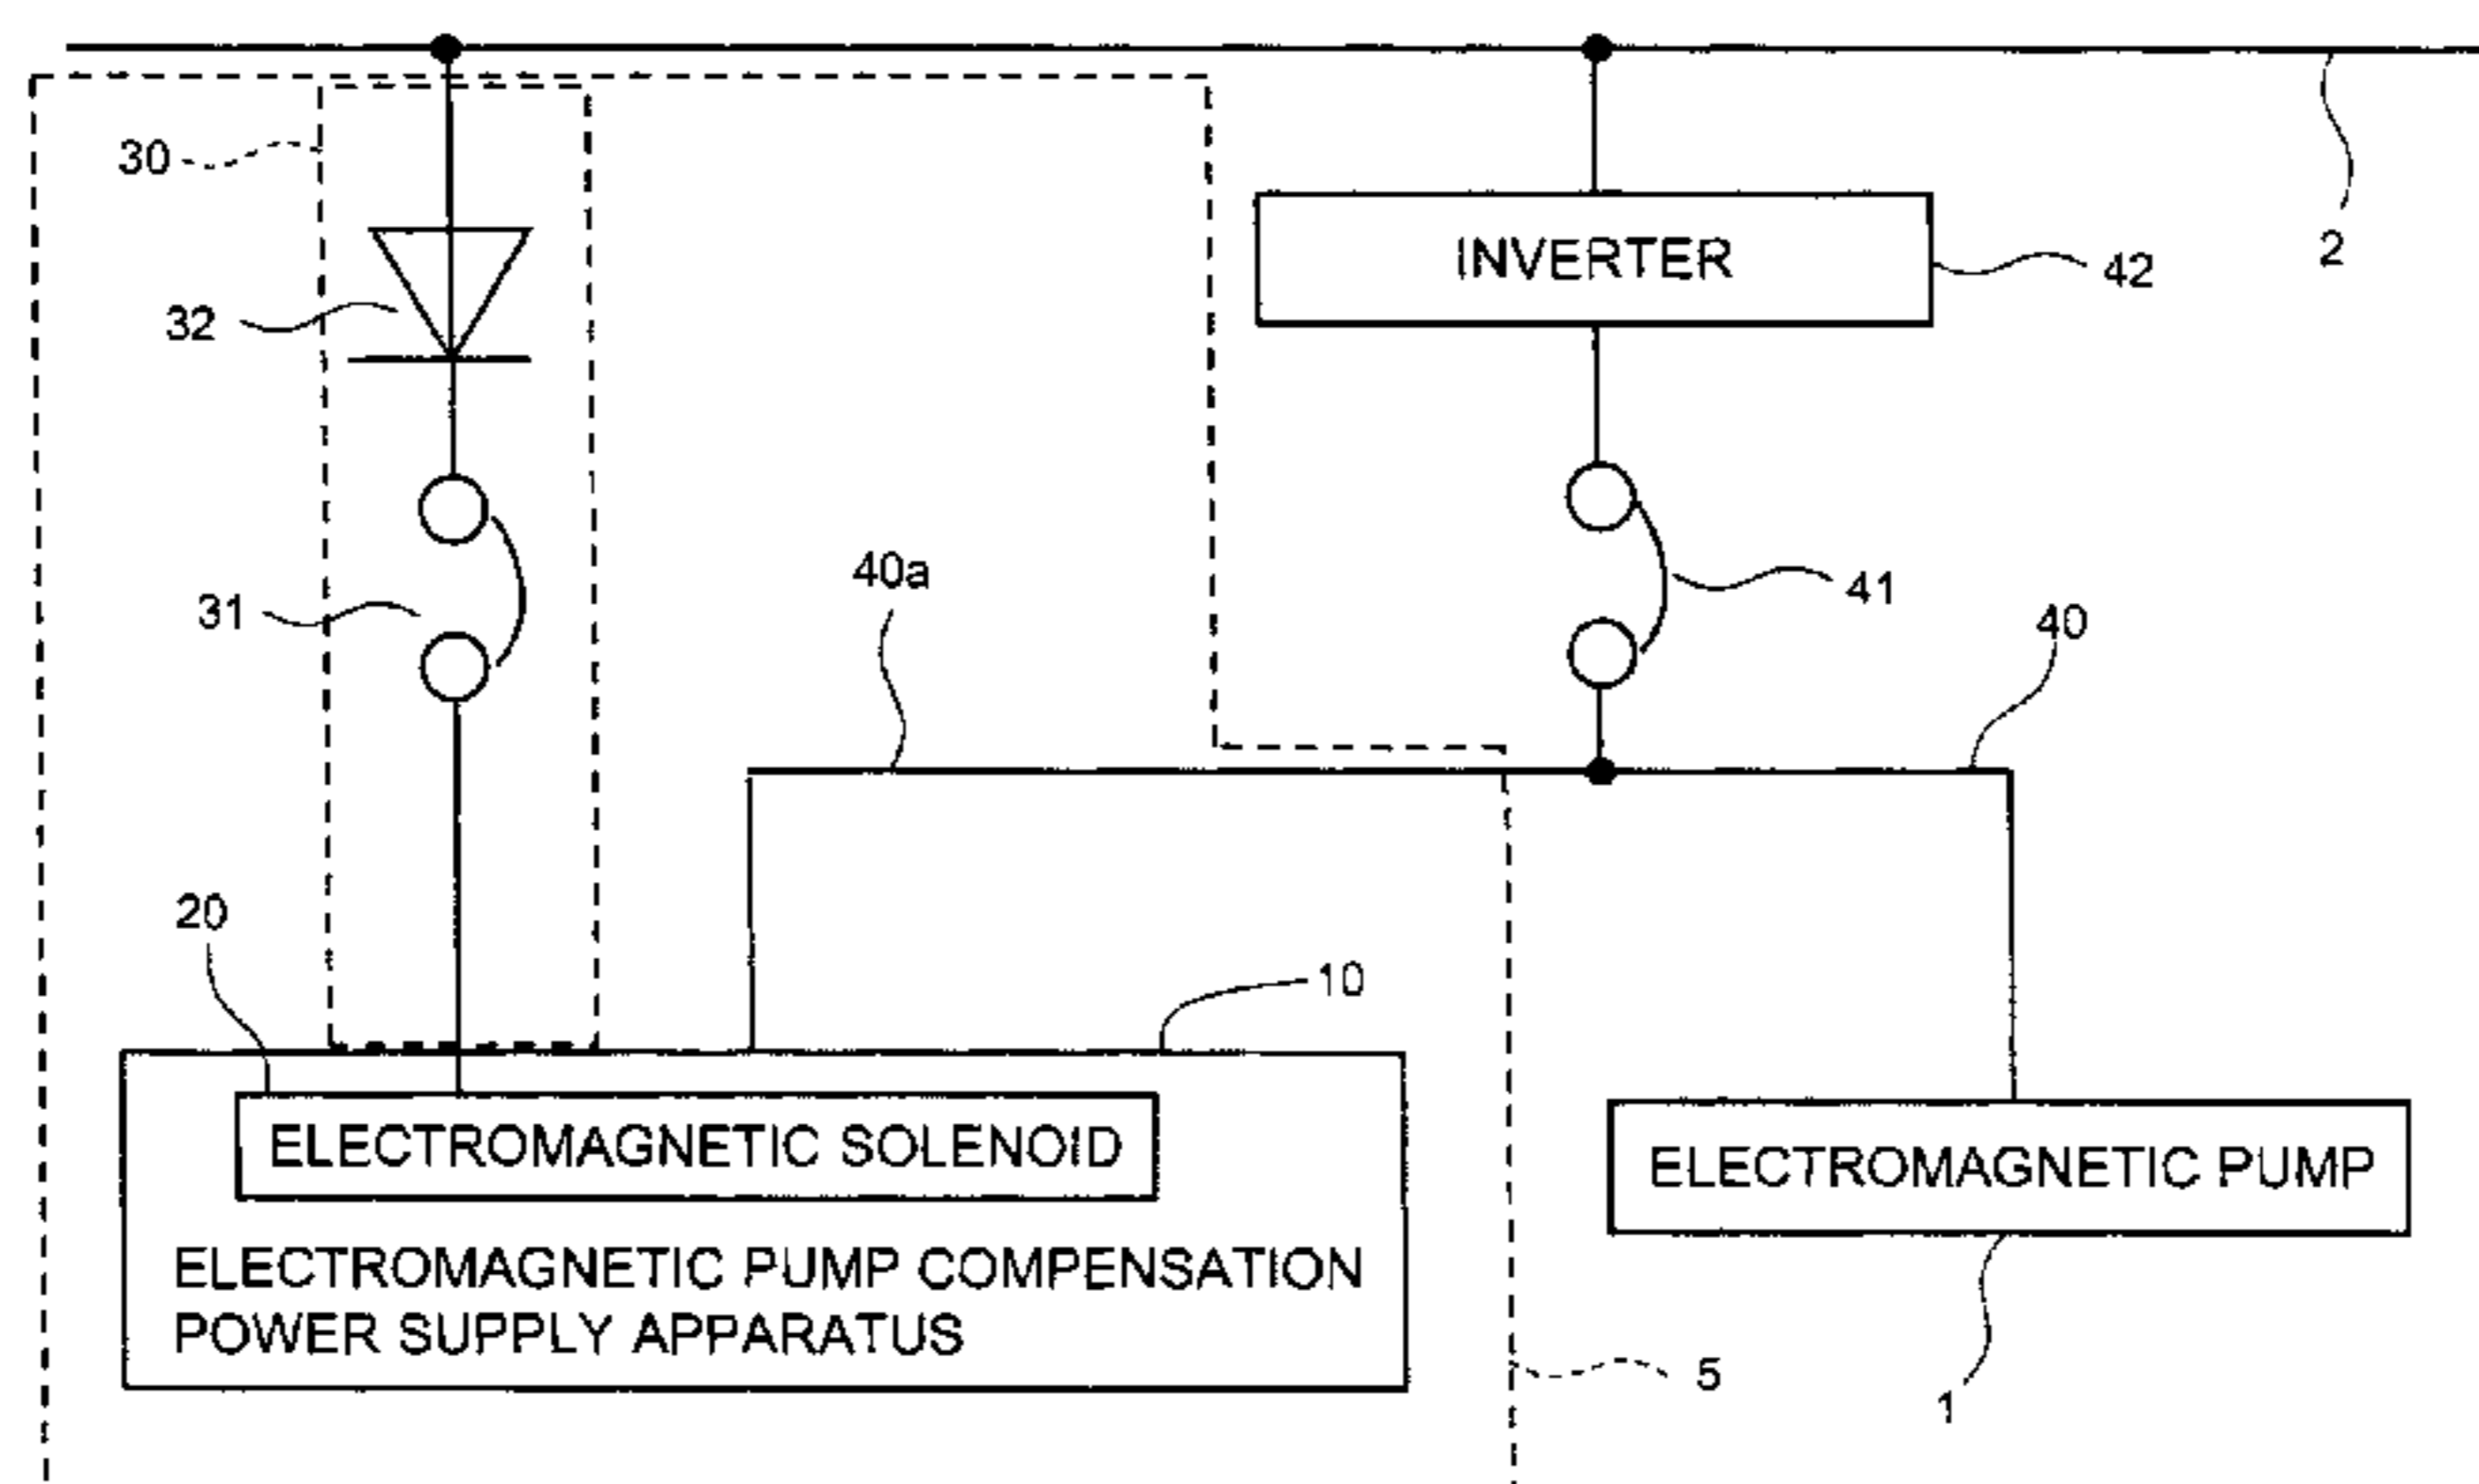 30
INVERTER
2
42
32
40a
41
31
40
20
10
ELECTROMAGNETIC SOLENOID
ELECTROMAGNETIC PUMP
ELECTROMAGNETIC PUMP COMPENSATION
POWER SUPPLY APPARATUS
5
1